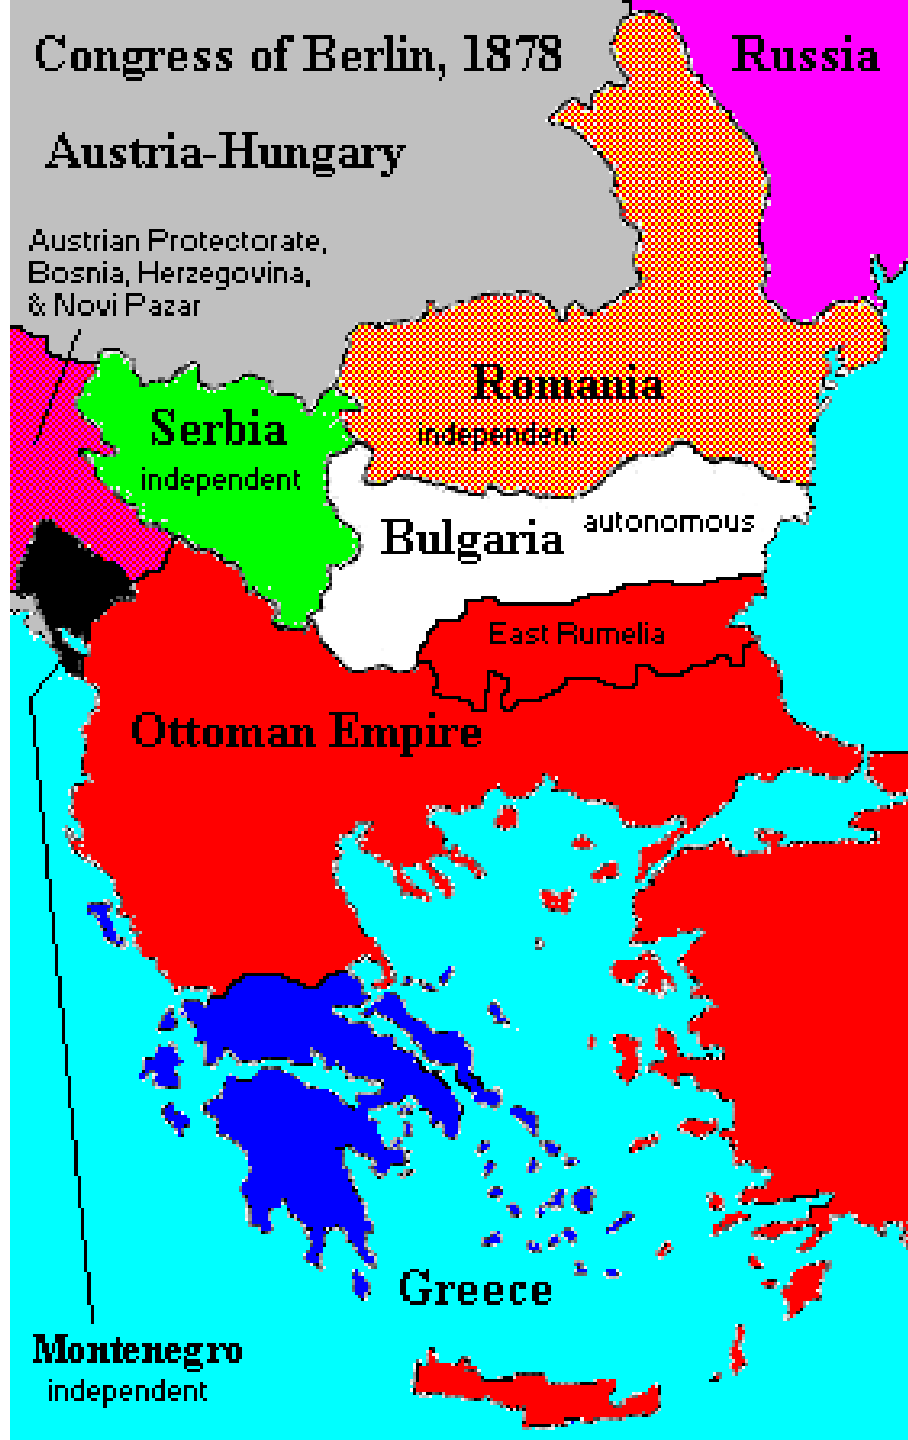 Congress of Berlin, 1878
Russia
Austria-Hungary
Austrian Protectorate,
Bosnia, Herzegovina,
& Novi Pazar
Romania
independent
Serbia
independent
Bulgaria
autonomous
East Rumelia
Ottoman Empire
Greece
Montenegro
independent